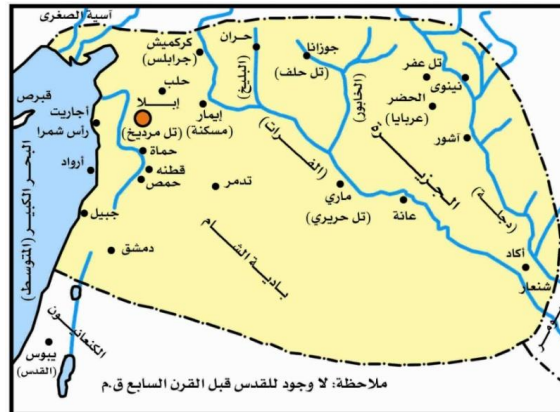 آسية الصغرى
كركميش
(جرابلس)
حران
جوزانا
(تل حلف)
(البليخ)
(الخابور)
تل عفر
نينوى
الحضر
(عربايا)
آشور
حلب
إبلا
(تل مرديخ)
إيمار
(مسكنة)
قبرص
أجاريت
رأس شمرا
البحر الكبير (المتوسط)
أرواد
حماة
قطنه
حمص
تدمر
(الفرات)
الجزيرة
(دجلة)
ماري
(تل حريري)
عانة
جبيل
دمشق
بادية الشام
أكاد
شنعار
الكنعانيون
يبوس
(القدس)
ملاحظة: لا وجود للقدس قبل القرن السابع ق.م